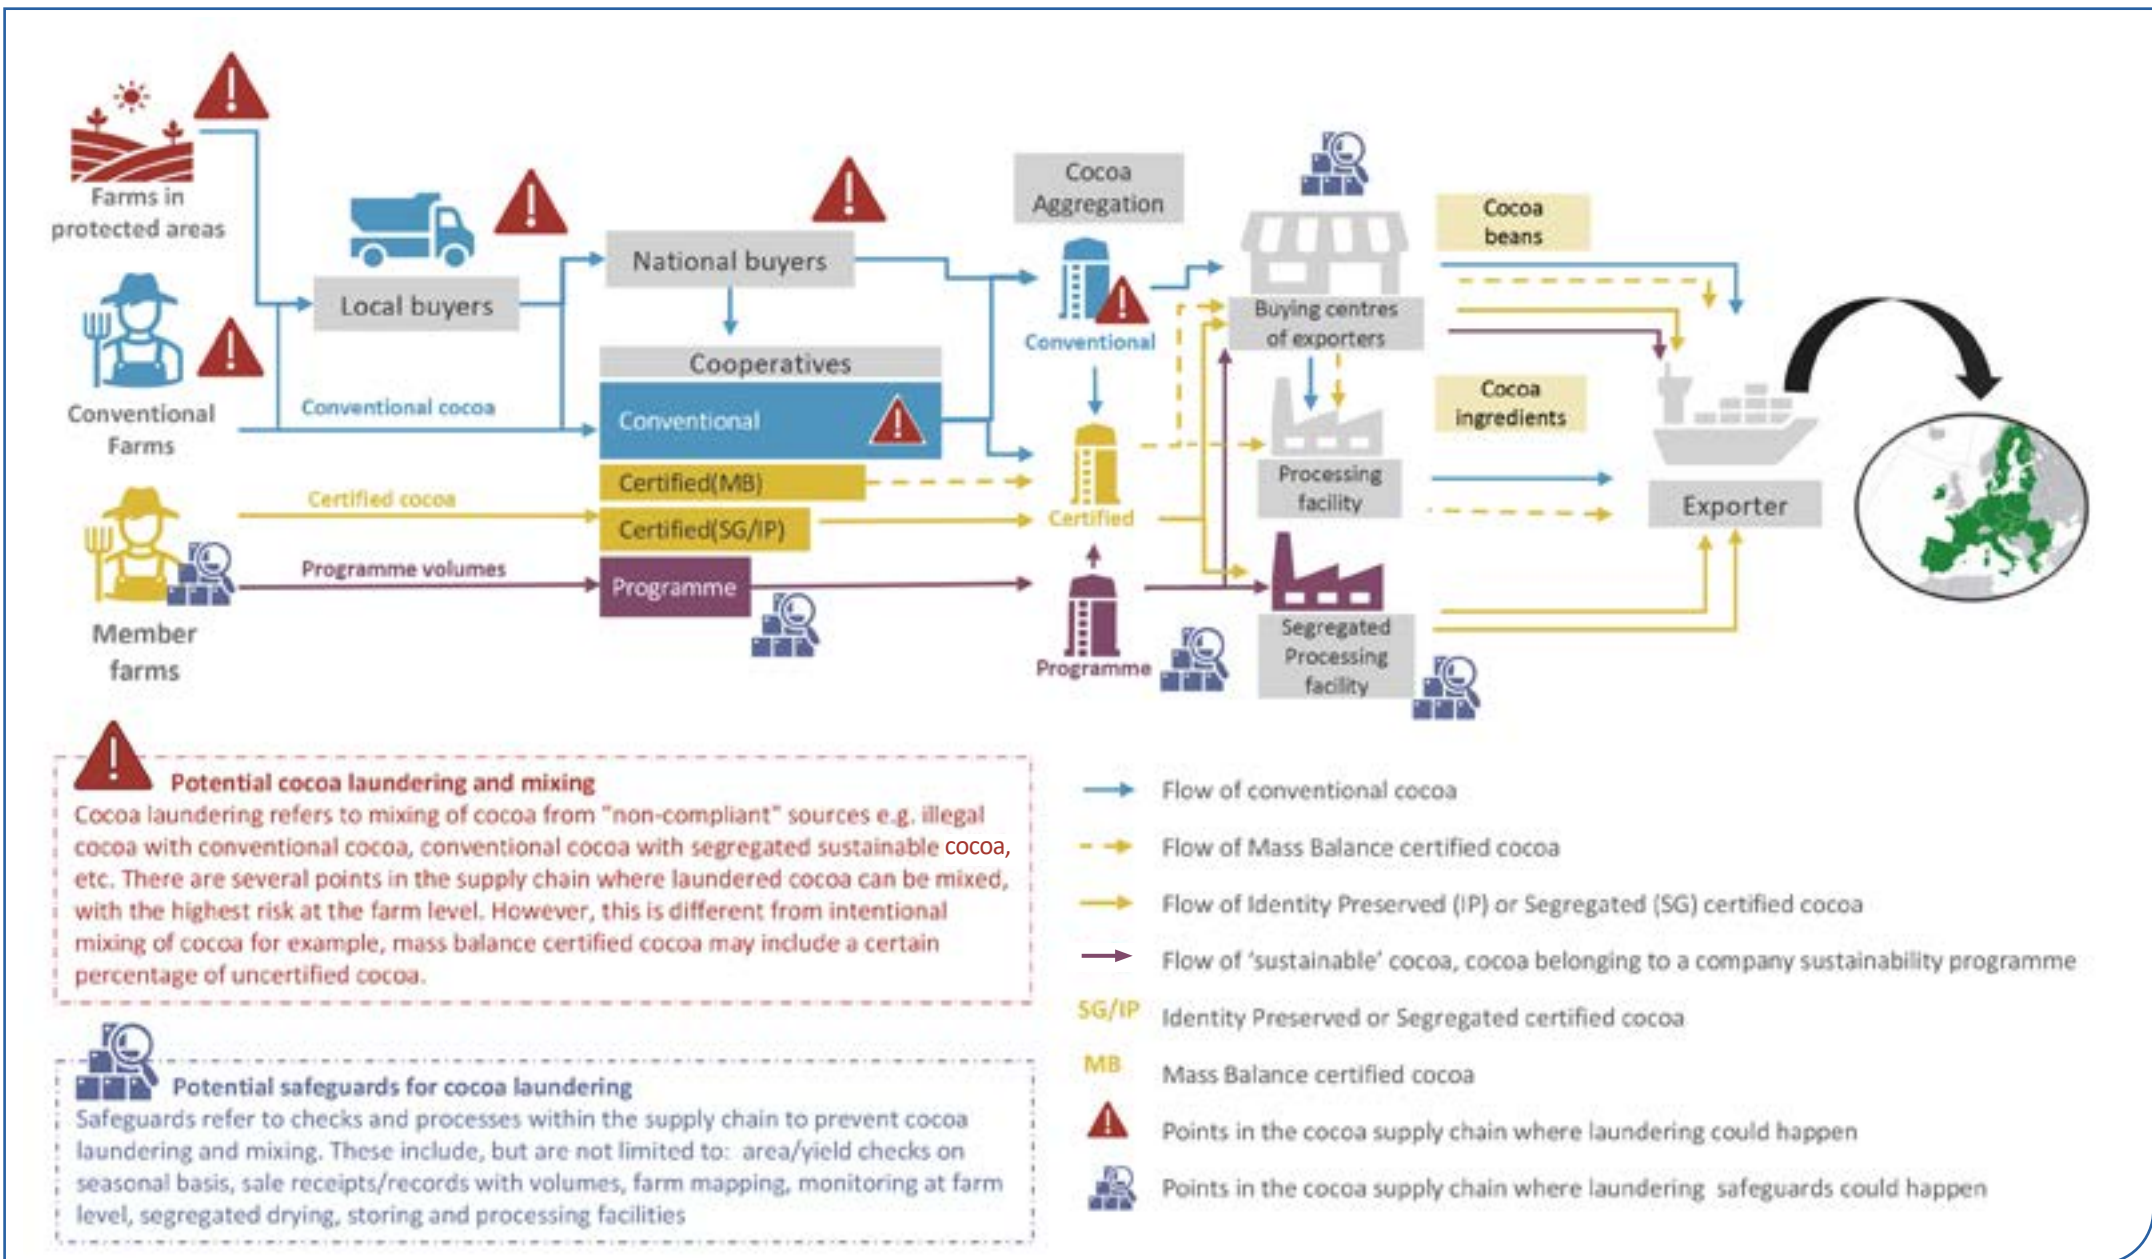 Farms in
protected areas
Conventional
Farms
Member
farms
Local buyers
Conventional cocoa
Certified cocoa
Programme volumes
National buyers
Cooperatives
Conventional
Certified(MB)
Certified(SG/IP)
Programme
Cocoa
Aggregation
Conventional
Certified
Programme
Buying centres
of exporters
Processing
facility
Segregated
Processing
facility
Cocoa
beans
Cocoa
ingredients
Exporter
Potential cocoa laundering and mixing
Cocoa laundering refers to mixing of cocoa from "non-compliant" sources e.g. illegal
cocoa with conventional cocoa, conventional cocoa with segregated sustainable cocoa,
etc. There are several points in the supply chain where laundered cocoa can be mixed,
with the highest risk at the farm level. However, this is different from intentional
mixing of cocoa for example, mass balance certified cocoa may include a certain
percentage of uncertified cocoa.
Potential safeguards for cocoa laundering
Safeguards refer to checks and processes within the supply chain to prevent cocoa
laundering and mixing. These include, but are not limited to: area/yield checks on
seasonal basis, sale receipts/records with volumes, farm mapping, monitoring at farm
level, segregated drying, storing and processing facilities
Flow of conventional cocoa
Flow of Mass Balance certified cocoa
Flow of Identity Preserved (IP) or Segregated (SG) certified cocoa
Flow of ‘sustainable’ cocoa, cocoa belonging to a company sustainability programme
SG/IP Identity Preserved or Segregated certified cocoa
MB Mass Balance certified cocoa
Points in the cocoa supply chain where laundering could happen
Points in the cocoa supply chain where laundering safeguards could happen